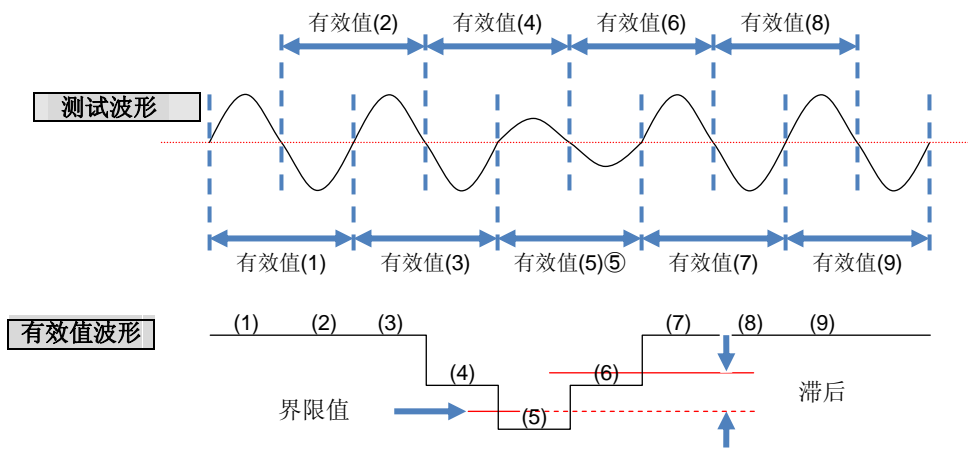 有效值(2)
有效值(4)
有效值(6)
有效值(8)
测试波形
有效值(1)
有效值(3)
有效值(5)⑤
有效值(7)
有效值(9)
有效值波形
(1)
(2)
(3)
(7)
(8)
(9)
(4)
(6)
滞后
界限值
(5)